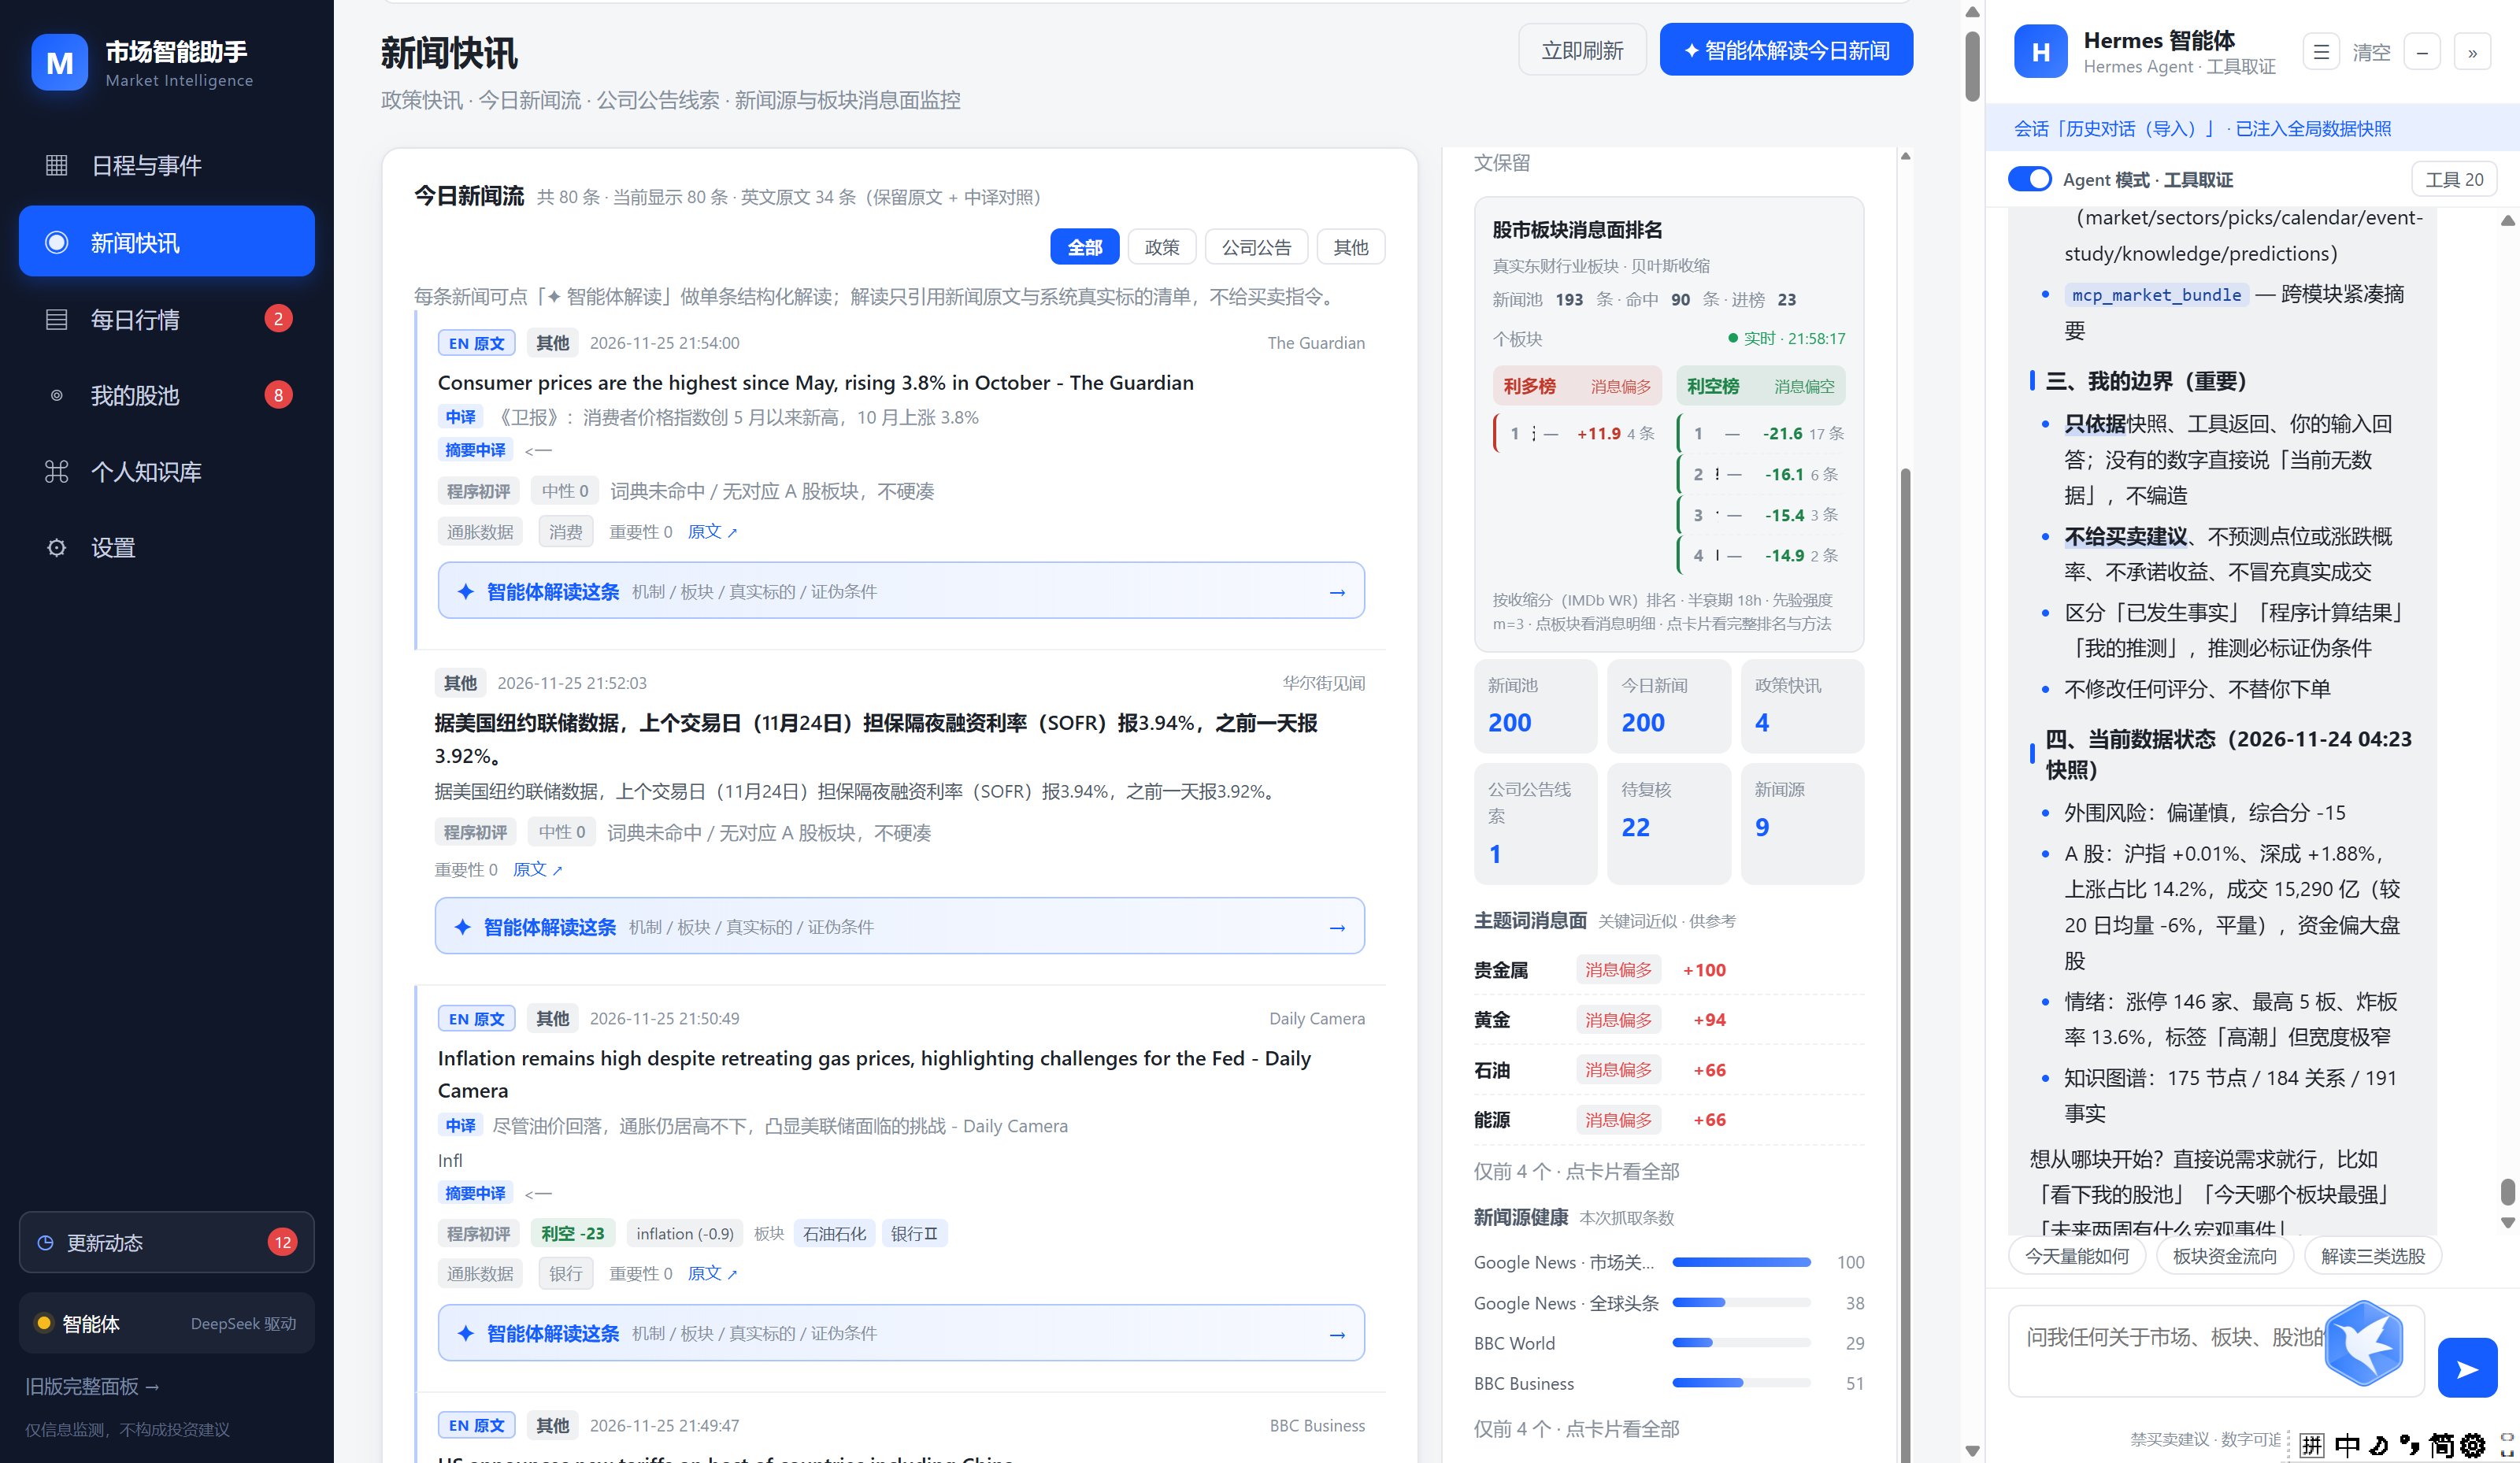 M
市场智能助手
Market Intelligence
日程与事件
新闻快讯
每日行情
2
我的股池
8
个人知识库
设置
更新动态
12
智能体
DeepSeek 驱动
旧版完整面板 →
仅信息监测，不构成投资建议
新闻快讯
政策快讯 · 今日新闻流 · 公司公告线索 · 新闻源与板块消息面监控
立即刷新
✦ 智能体解读今日新闻
今日新闻流
共 80 条 · 当前显示 80 条 · 英文原文 34 条（保留原文 + 中译对照）
全部
政策
公司公告
其他
每条新闻可点「✦ 智能体解读」做单条结构化解读；解读只引用新闻原文与系统真实标的清单，不给买卖指令。
EN 原文
其他
2026-11-25 21:54:00
The Guardian
Consumer prices are the highest since May, rising 3.8% in October - The Guardian
中译
《卫报》：消费者价格指数创 5 月以来新高，10 月上涨 3.8%
摘要中译
<—
程序初评
中性 0
词典未命中 / 无对应 A 股板块，不硬凑
通胀数据
消费
重要性 0
原文 ↗
✦ 智能体解读这条 机制 / 板块 / 真实标的 / 证伪条件 →
其他
2026-11-25 21:52:03
华尔街见闻
据美国纽约联储数据，上个交易日（11月24日）担保隔夜融资利率（SOFR）报3.94%，之前一天报
3.92%。
据美国纽约联储数据，上个交易日（11月24日）担保隔夜融资利率（SOFR）报3.94%，之前一天报3.92%。
程序初评
中性 0
词典未命中 / 无对应 A 股板块，不硬凑
重要性 0
原文 ↗
✦ 智能体解读这条 机制 / 板块 / 真实标的 / 证伪条件 →
EN 原文
其他
2026-11-25 21:50:49
Daily Camera
Inflation remains high despite retreating gas prices, highlighting challenges for the Fed - Daily
Camera
中译
尽管油价回落，通胀仍居高不下，凸显美联储面临的挑战 - Daily Camera
Infl
摘要中译
<—
程序初评
利空 -23
inflation (-0.9)
板块
石油石化
银行Ⅱ
通胀数据
银行
重要性 0
原文 ↗
✦ 智能体解读这条 机制 / 板块 / 真实标的 / 证伪条件 →
EN 原文
其他
2026-11-25 21:49:47
BBC Business
文保留
股市板块消息面排名
真实东财行业板块 · 贝叶斯收缩
新闻池 193 条 · 命中 90 条 · 进榜 23
个板块
实时 · 21:58:17
利多榜 消息偏多
1 — +11.9 4 条
利空榜 消息偏空
1 — -21.6 17 条
2 — -16.1 6 条
3 — -15.4 3 条
4 — -14.9 2 条
按收缩分（IMDb WR）排名 · 半衰期 18h · 先验强度
m=3 · 点板块看消息明细 · 点卡片看完整排名与方法
新闻池
200
今日新闻
200
政策快讯
4
公司公告线
索
1
待复核
22
新闻源
9
主题词消息面 关键词近似 · 供参考
贵金属 消息偏多 +100
黄金 消息偏多 +94
石油 消息偏多 +66
能源 消息偏多 +66
仅前 4 个 · 点卡片看全部
新闻源健康 本次抓取条数
Google News · 市场关... 100
Google News · 全球头条 38
BBC World 29
BBC Business 51
仅前 4 个 · 点卡片看全部
H
Hermes 智能体
Hermes Agent · 工具取证
☰
清空
–
»
会话「历史对话（导入）」 · 已注入全局数据快照
Agent 模式 · 工具取证
工具 20
（market/sectors/picks/calendar/event-
study/knowledge/predictions）
mcp_market_bundle — 跨模块紧凑摘
要
三、我的边界（重要）
只依据快照、工具返回、你的输入回
答；没有的数字直接说「当前无数
据」，不编造
不给买卖建议、不预测点位或涨跌概
率、不承诺收益、不冒充真实成交
区分「已发生事实」「程序计算结果」
「我的推测」，推测必标证伪条件
不修改任何评分、不替你下单
四、当前数据状态（2026-11-24 04:23
快照）
外围风险：偏谨慎，综合分 -15
A 股：沪指 +0.01%、深成 +1.88%，
上涨占比 14.2%，成交 15,290 亿（较
20 日均量 -6%，平量），资金偏大盘
股
情绪：涨停 146 家、最高 5 板、炸板
率 13.6%，标签「高潮」但宽度极窄
知识图谱：175 节点 / 184 关系 / 191
事实
想从哪块开始？直接说需求就行，比如
「看下我的股池」「今天哪个板块最强」
「未来两周有什么宏观事件」
今天量能如何
板块资金流向
解读三类选股
问我任何关于市场、板块、股池的
禁买卖建议 · 数字可追
拼 中 简